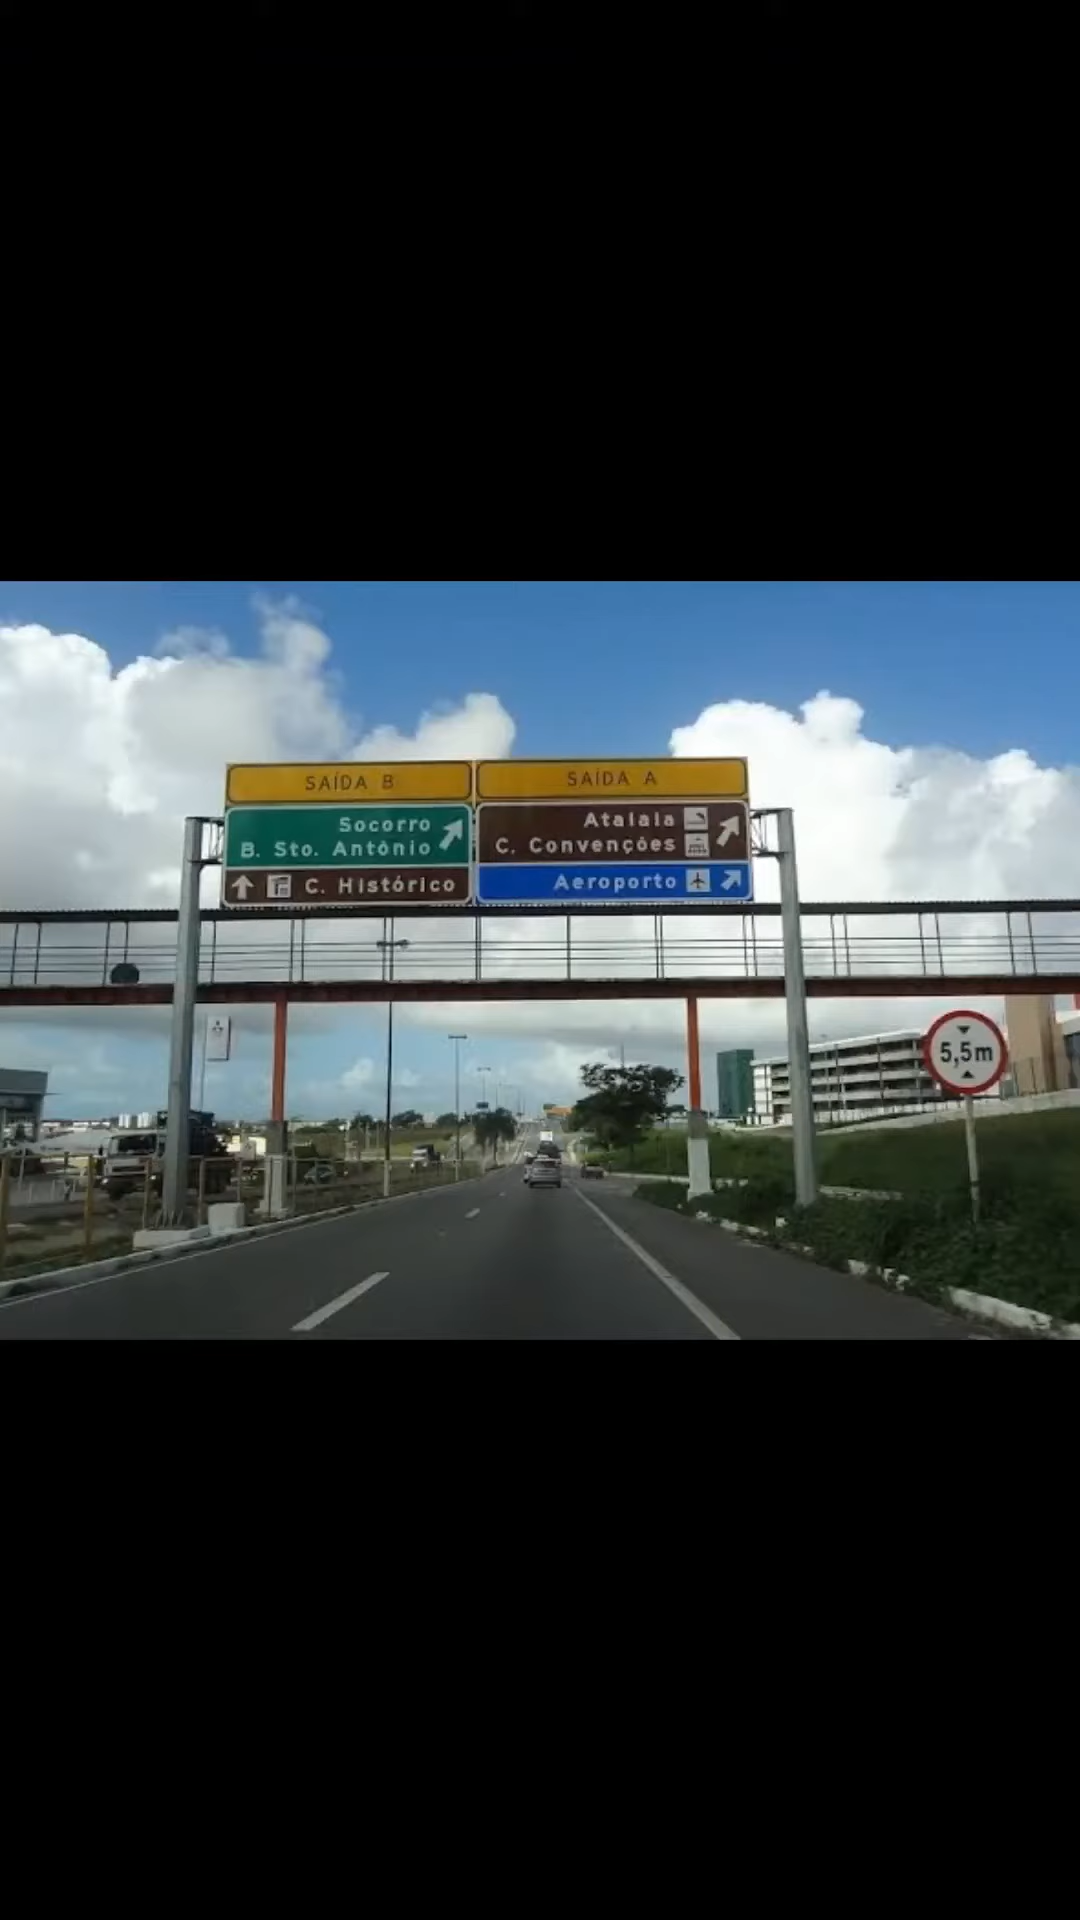 SAÍDA B
Socorro
B. Sto. Antônio
C. Histórico
SAÍDA A
Atalaia
C. Convenções
Aeroporto
5,5m